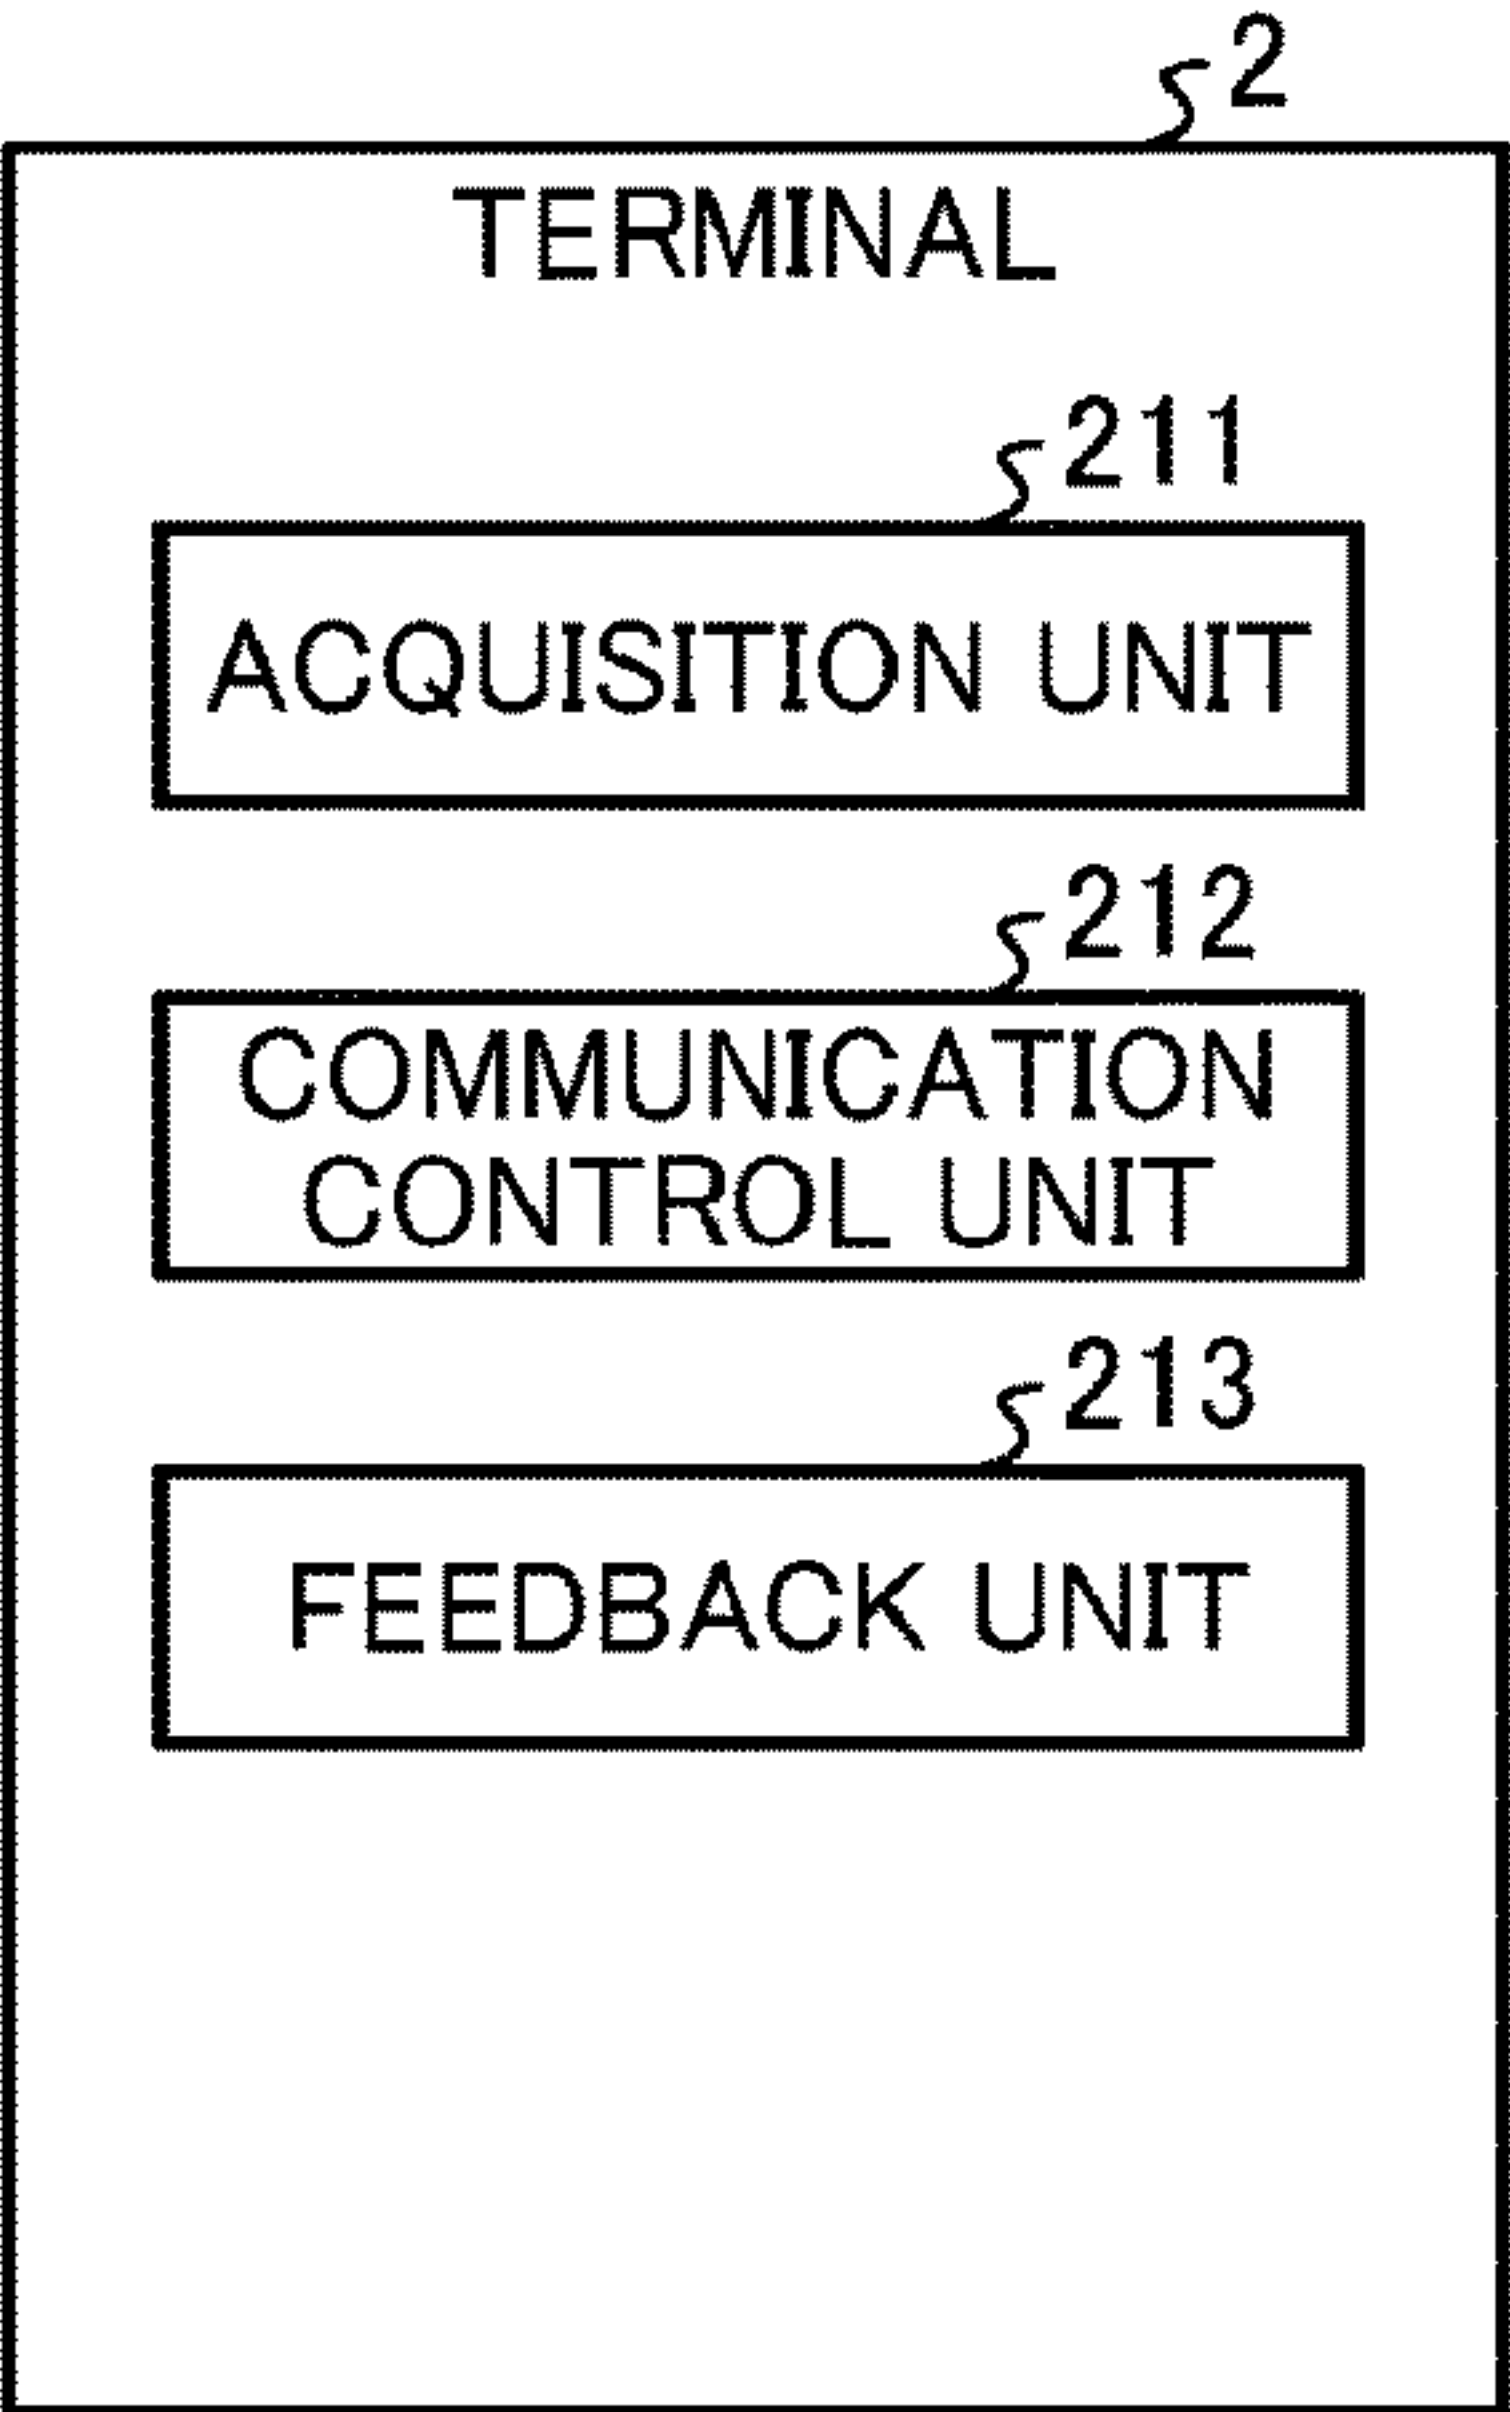 2
TERMINAL
211
ACQUISITION UNIT
212
COMMUNICATION
CONTROL UNIT
213
FEEDBACK UNIT